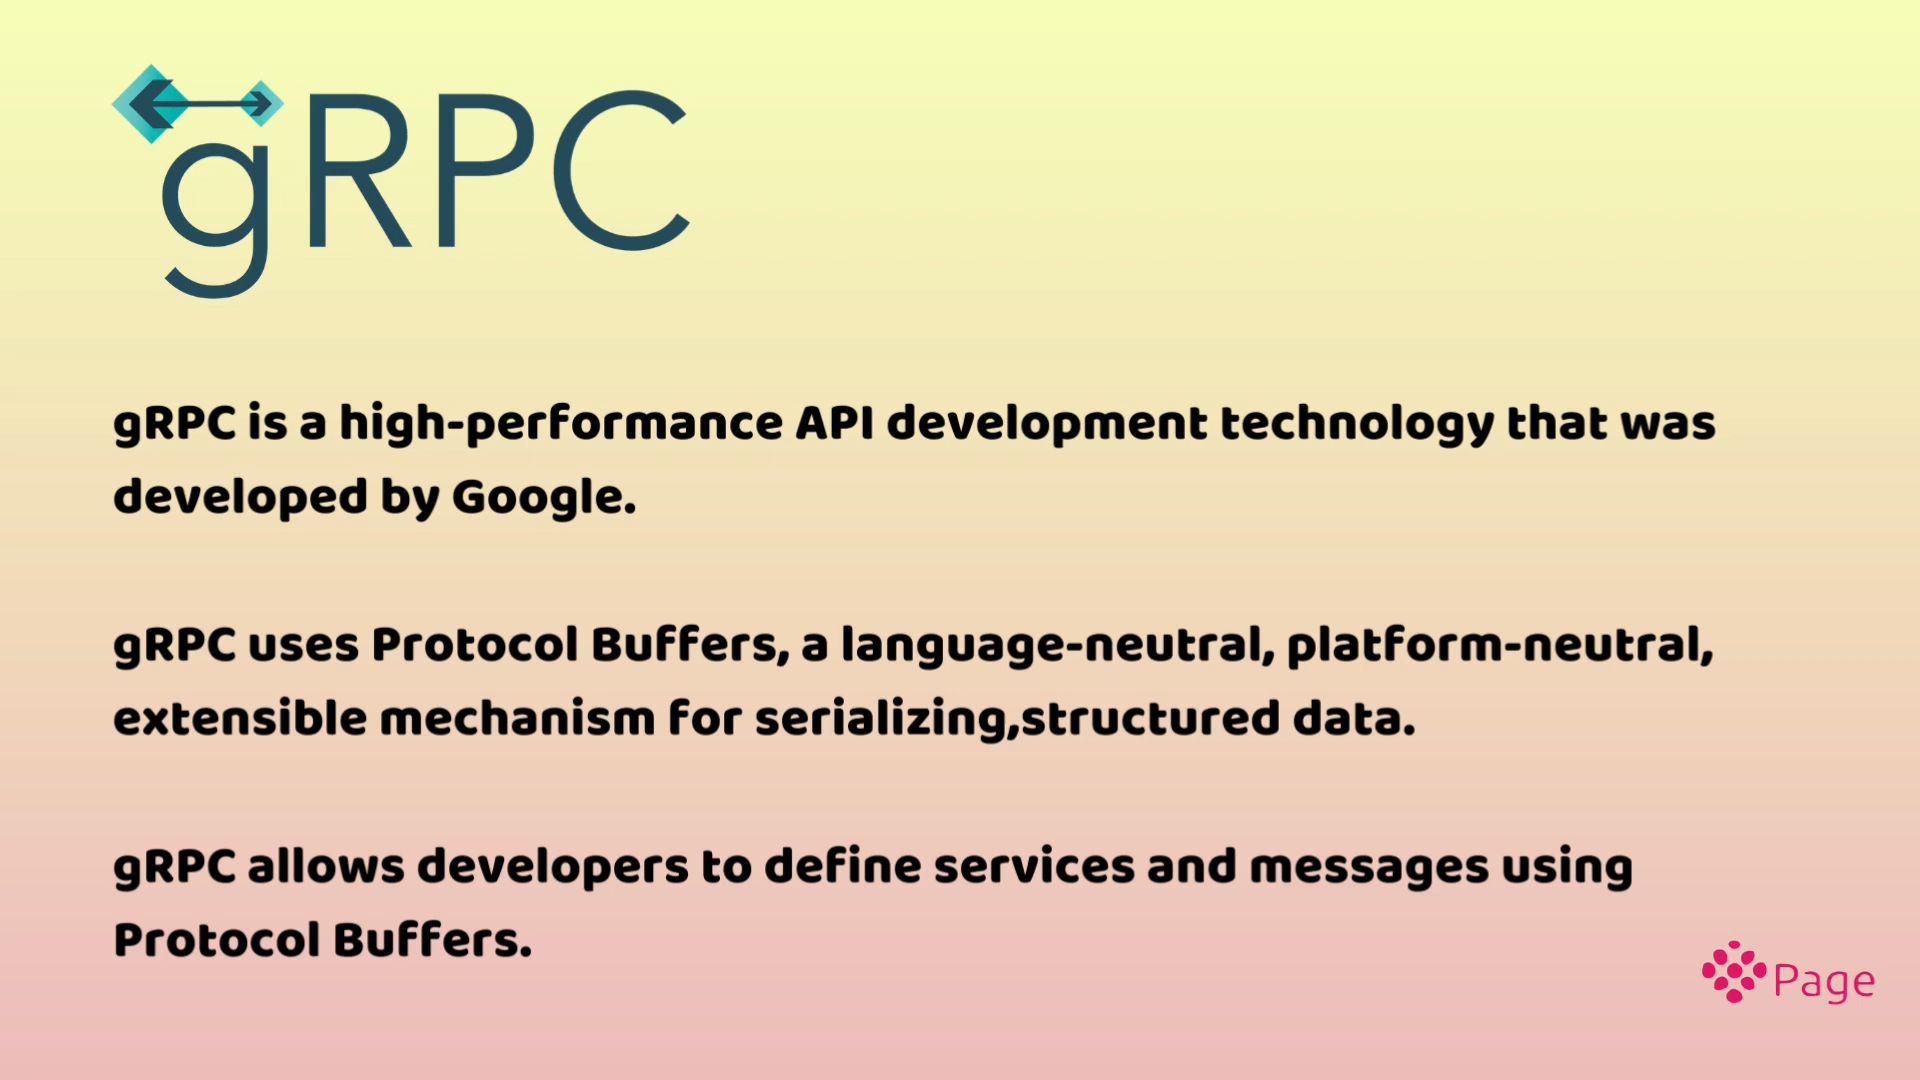 gRPC
gRPC is a high-performance API development technology that was
developed by Google.
gRPC uses Protocol Buffers, a language-neutral, platform-neutral,
extensible mechanism for serializing,structured data.
gRPC allows developers to define services and messages using
Protocol Buffers.
Page